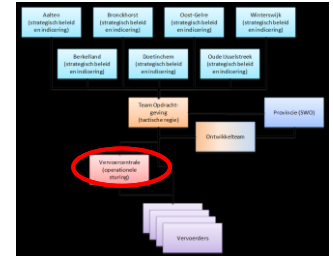 Aalten
(strategisch beleid
en indicering)
Bronckhorst
(strategisch beleid
en indicering)
Oost-Gelre
(strategisch beleid
en indicering)
Winterswijk
(strategisch beleid
en indicering)
Berkelland
(strategisch beleid
en indicering)
Doetinchem
(strategisch beleid
en indicering)
Oude IJsselstreek
(strategisch beleid
en indicering)
Team Opdracht-
geving
(tactische regie)
Provincie (SWO)
Ontwikkelteam
Vervoercentrale
(operationele
sturing)
Vervoerders